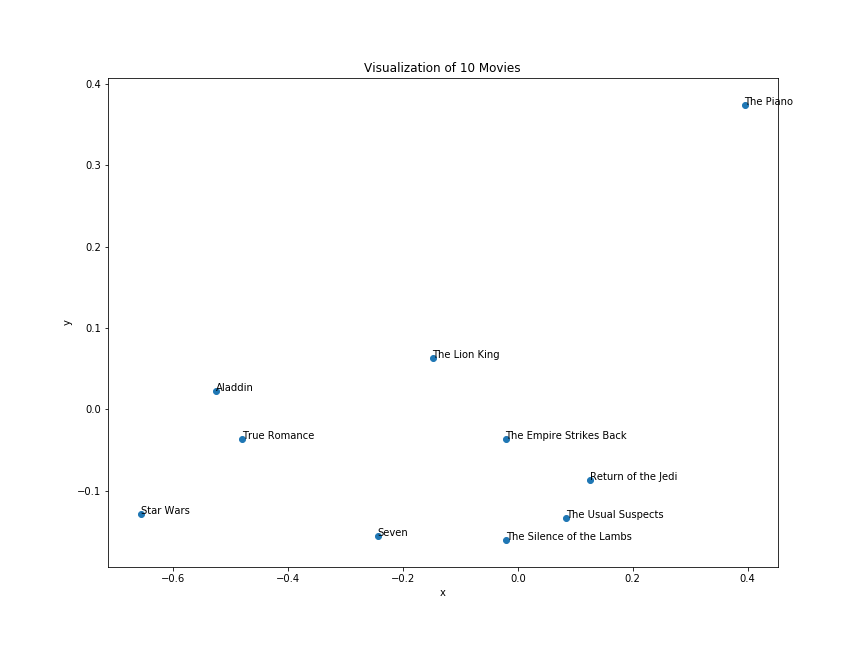 Visualization of 10 Movies
0.4
The Piano
0.3
0.2
y
0.1
The Lion King
Aladdin
0.0
True Romance
The Empire Strikes Back
Return of the Jedi
−0.1
Star Wars
The Usual Suspects
Seven
The Silence of the Lambs
−0.6 −0.4 −0.2 0.0 0.2 0.4
x